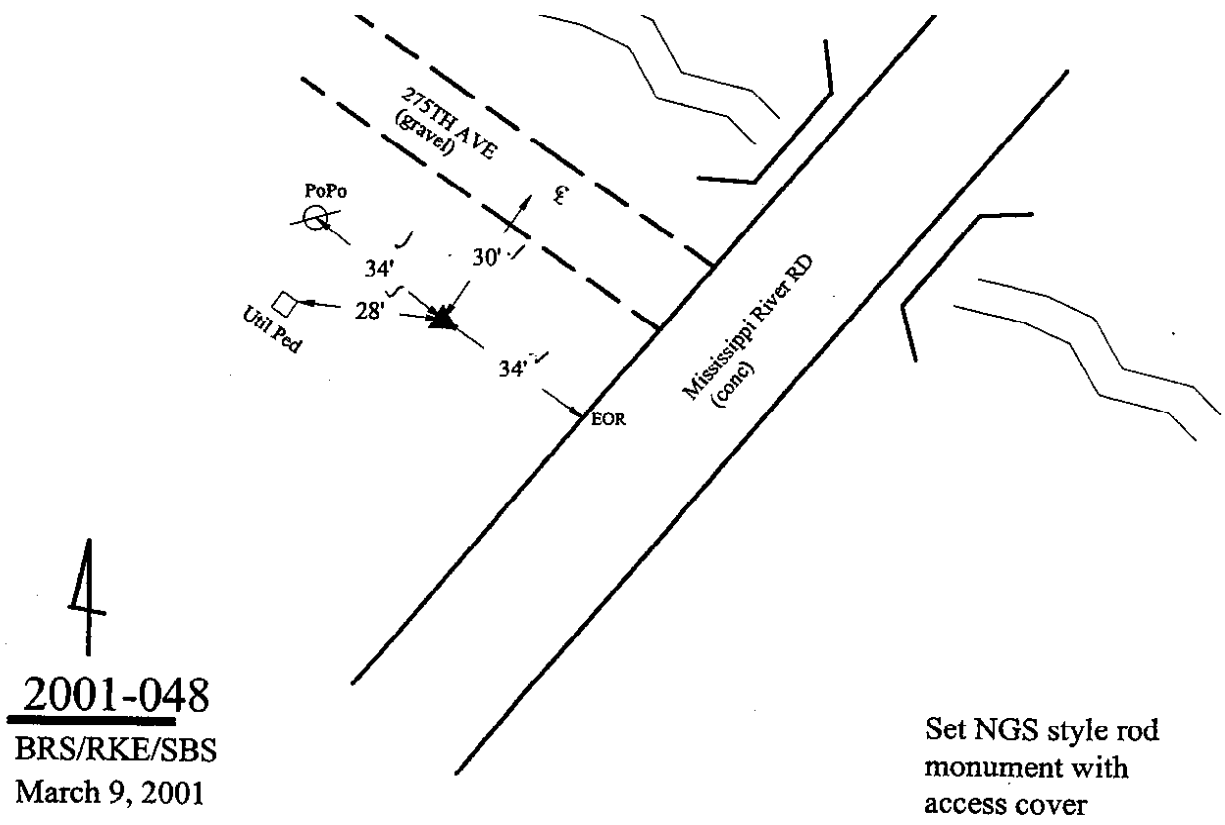 275TH AVE
(gravel)
PoPo
℄
30'
34'
28'
Util Ped
34'
EOR
Mississippi River RD
(conc)
2001-048
BRS/RKE/SBS
March 9, 2001
Set NGS style rod
monument with
access cover